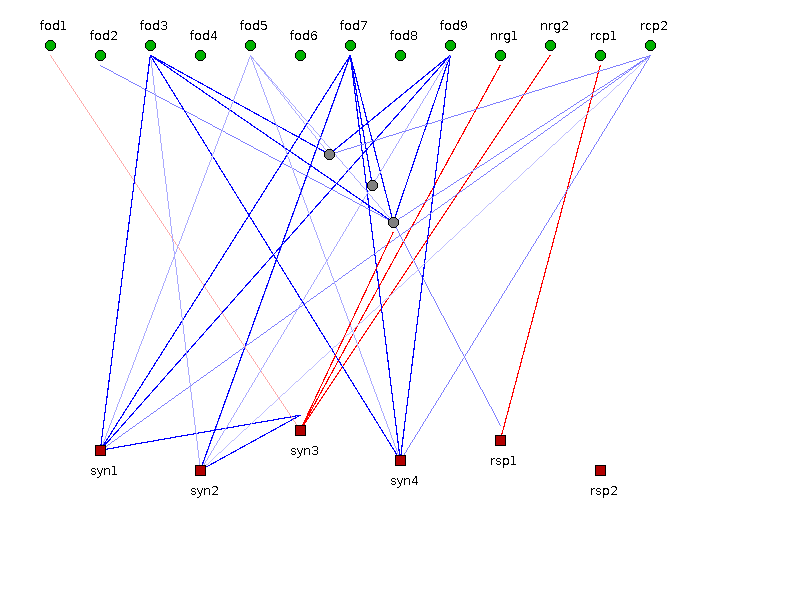 fod1 fod2 fod3 fod4 fod5 fod6 fod7 fod8 fod9 nrg1 nrg2 rcp1 rcp2
syn1 syn2 syn3 syn4 rsp1 rsp2